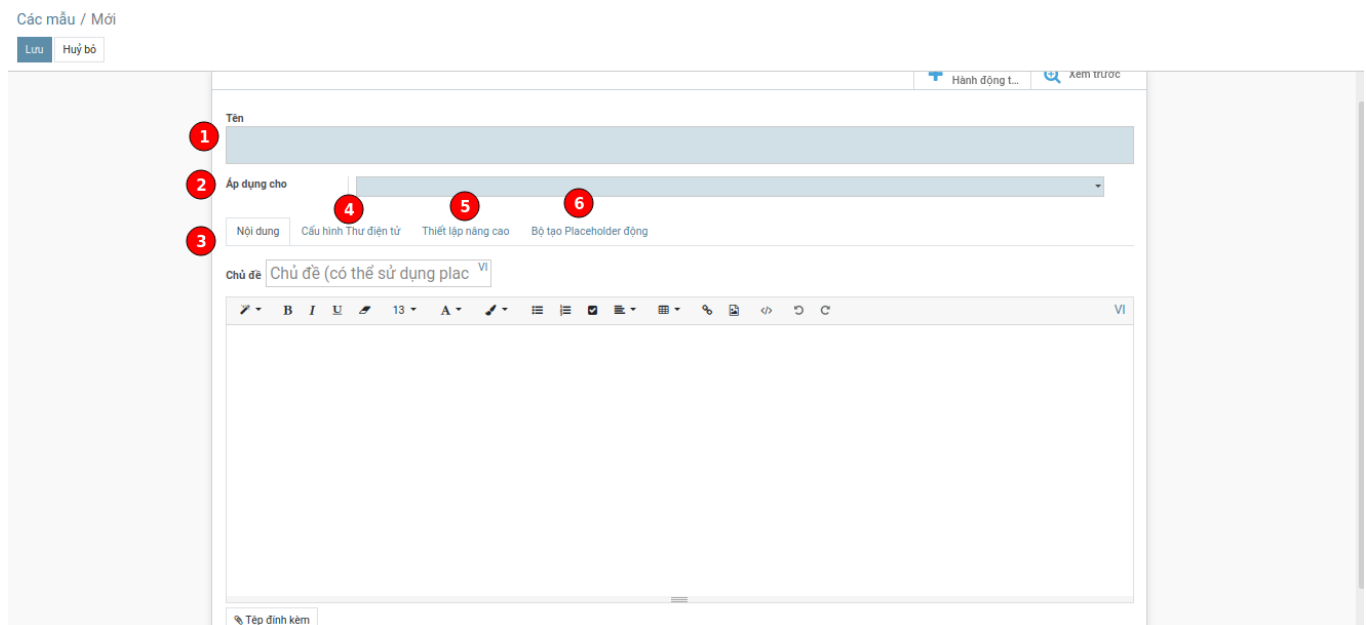 Các mẫu / Mới
Lưu Huỷ bỏ
Hành động t... Xem trước
Tên
1
2 Áp dụng cho
4 5 6
3 Nội dung Cấu hình Thư điện tử Thiết lập nâng cao Bộ tạo Placeholder động
Chủ đề Chủ đề (có thể sử dụng plac VI
B I U 13 A VI
Tệp đính kèm